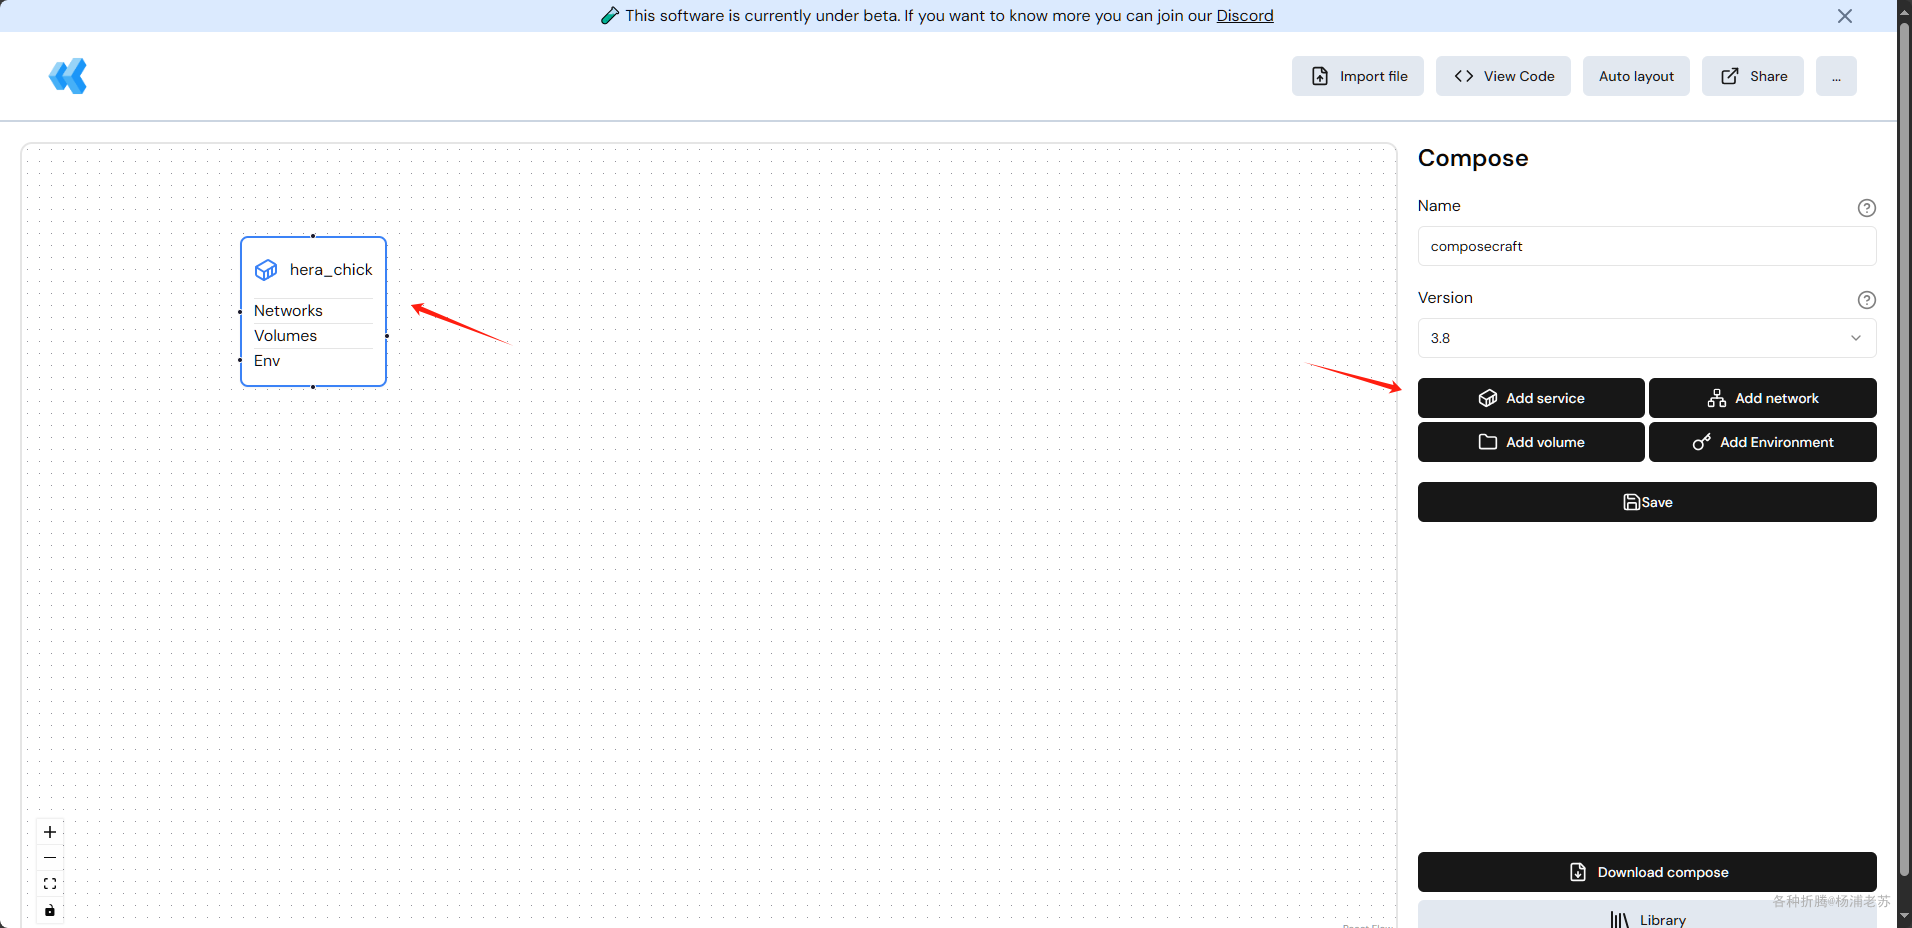 This software is currently under beta. If you want to know more you can join our Discord
Import file
View Code
Auto layout
Share
...
hera_chick
Networks
Volumes
Env
Compose
Name
composecraft
Version
3.8
Add service
Add network
Add volume
Add Environment
Save
Download compose
各种折腾@杨浦老苏
Library
React Flow